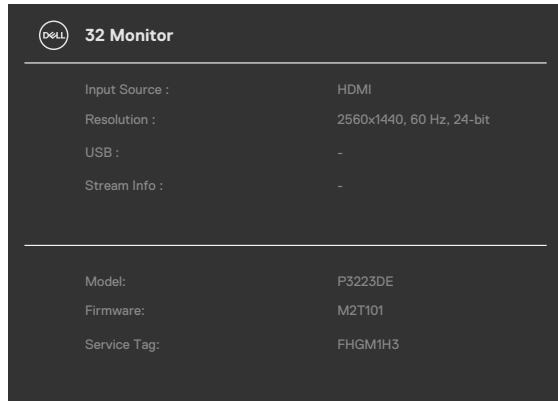 DELL
32 Monitor
Input Source : HDMI
Resolution : 2560x1440, 60 Hz, 24-bit
USB : -
Stream Info : -
Model: P3223DE
Firmware: M2T101
Service Tag: FHGM1H3